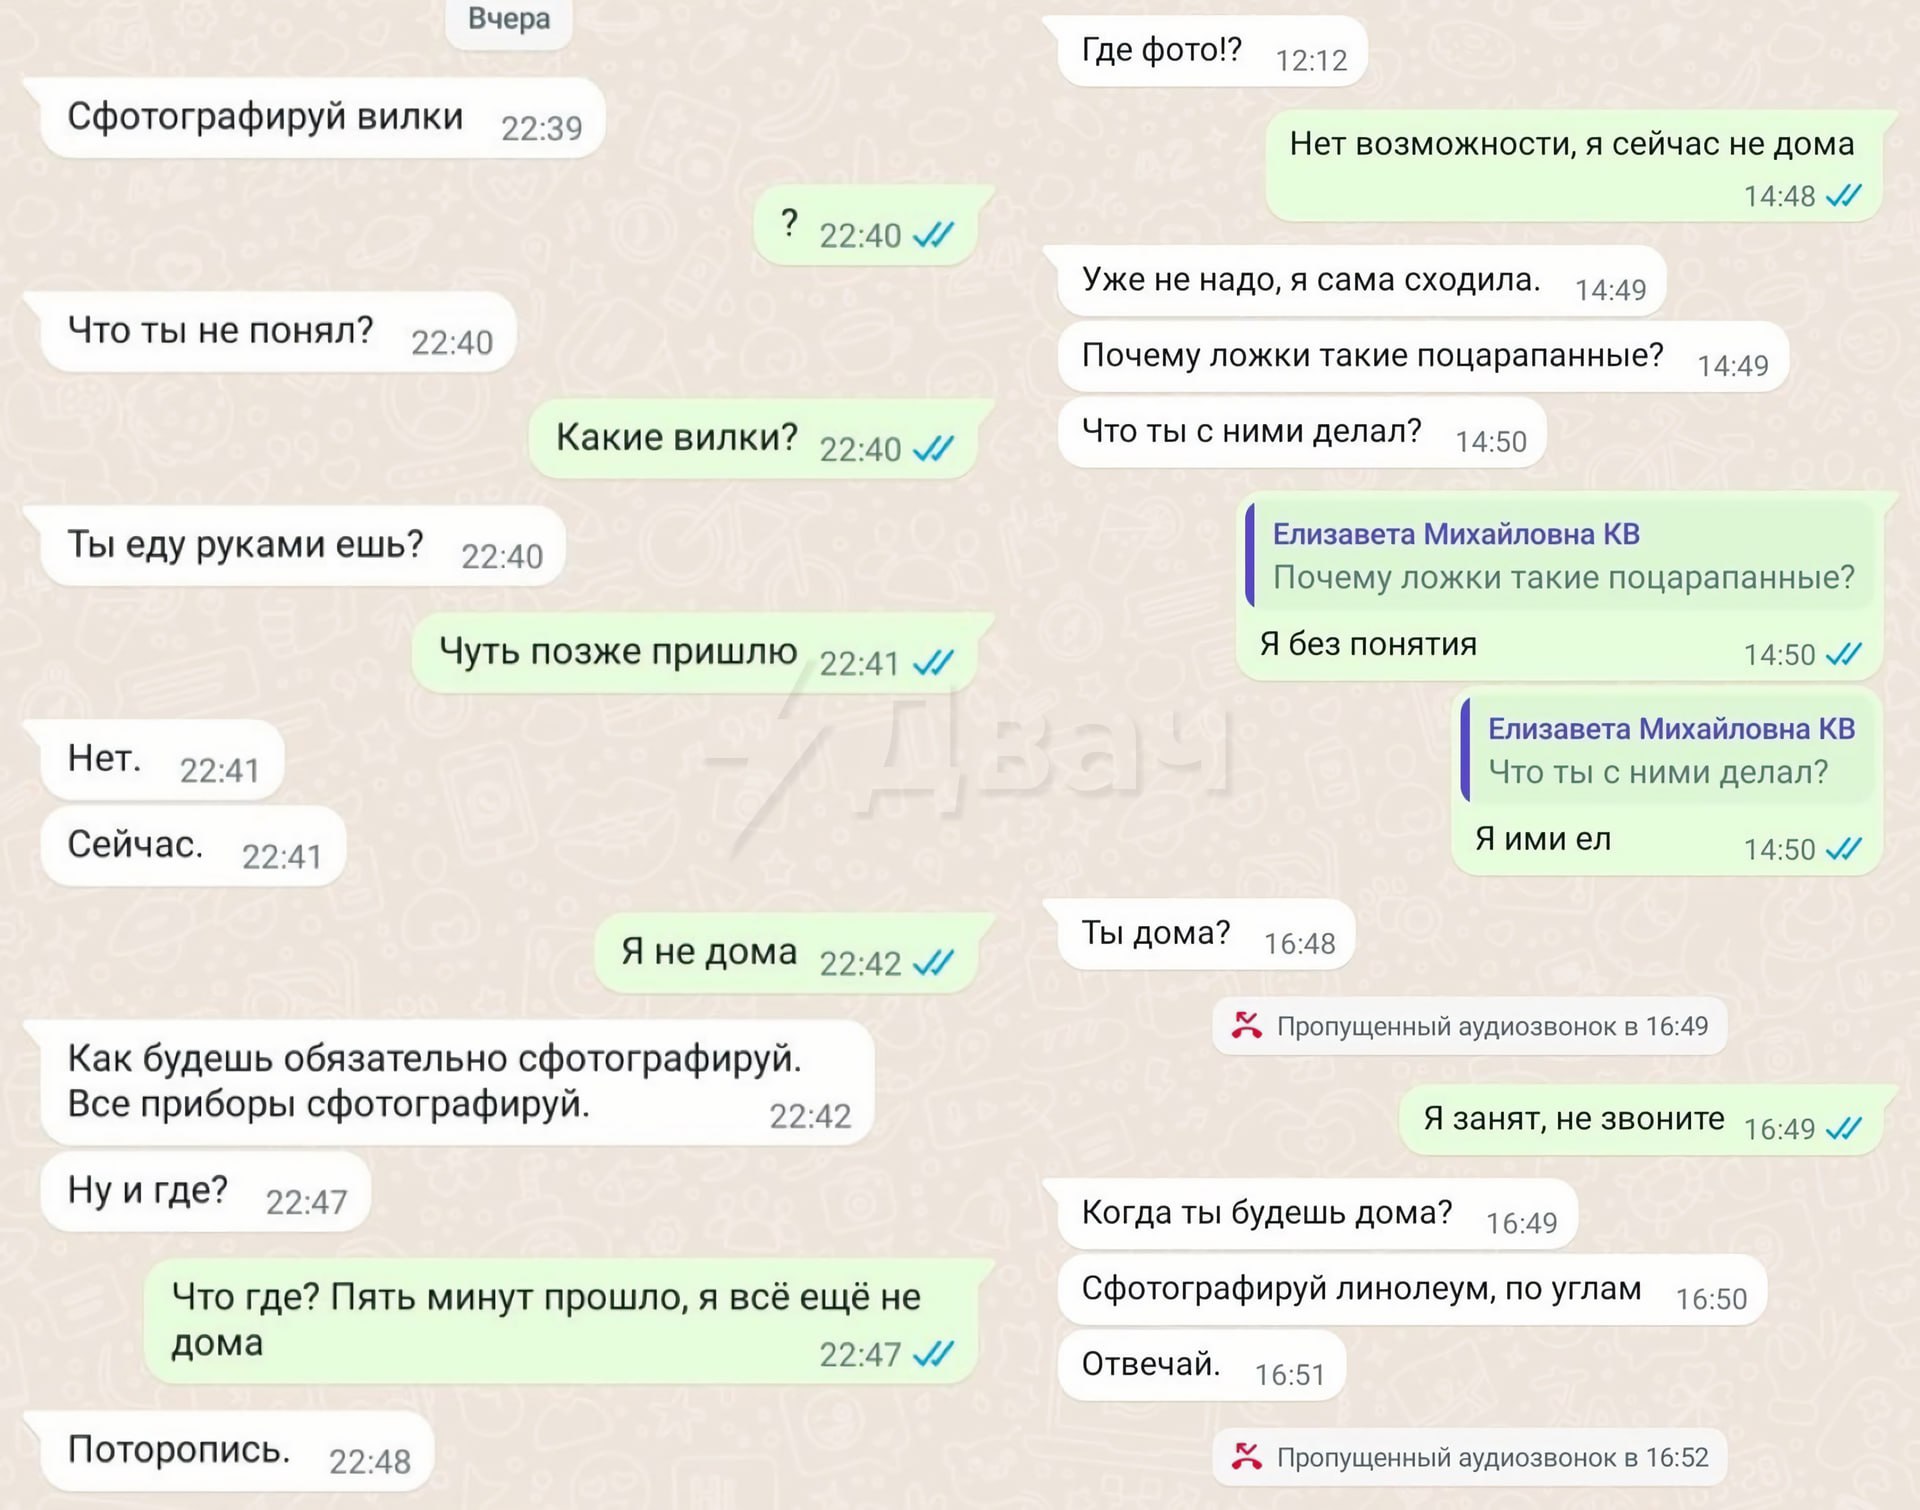 Вчера
Сфотографируй вилки 22:39
? 22:40
Что ты не понял? 22:40
Какие вилки? 22:40
Ты еду руками ешь? 22:40
Чуть позже пришлю 22:41
Нет. 22:41
Сейчас. 22:41
Я не дома 22:42
Как будешь обязательно сфотографируй.
Все приборы сфотографируй. 22:42
Ну и где? 22:47
Что где? Пять минут прошло, я всё ещё не
дома 22:47
Поторопись. 22:48
Где фото!? 12:12
Нет возможности, я сейчас не дома
14:48
Уже не надо, я сама сходила. 14:49
Почему ложки такие поцарапанные? 14:49
Что ты с ними делал? 14:50
Елизавета Михайловна КВ
Почему ложки такие поцарапанные?
Я без понятия 14:50
Елизавета Михайловна КВ
Что ты с ними делал?
Я ими ел 14:50
Ты дома? 16:48
Пропущенный аудиозвонок в 16:49
Я занят, не звоните 16:49
Когда ты будешь дома? 16:49
Сфотографируй линолеум, по углам 16:50
Отвечай. 16:51
Пропущенный аудиозвонок в 16:52
Двач